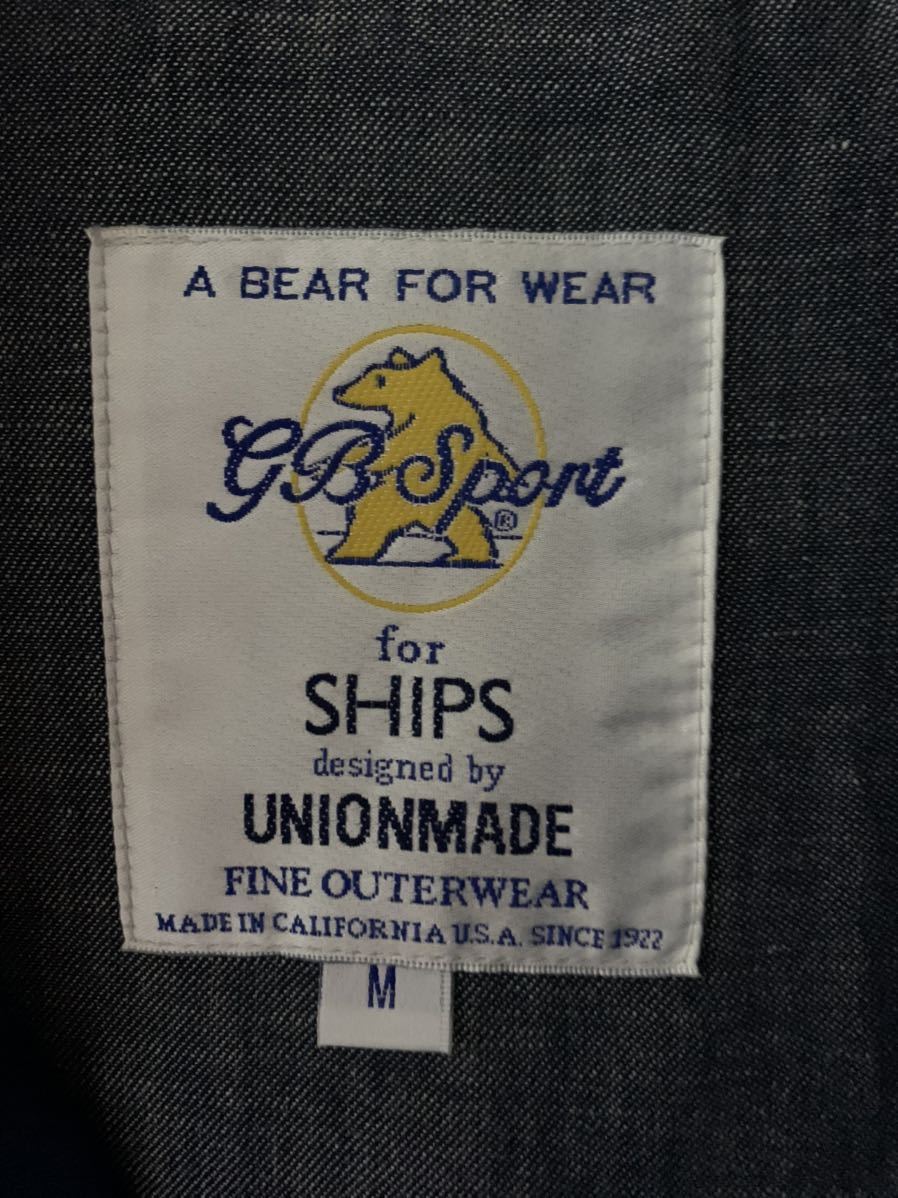 A BEAR FOR WEAR
GB Sport
®
for
SHIPS
designed by
UNIONMADE
FINE OUTERWEAR
MADE IN CALIFORNIA U.S.A. SINCE 1922
M